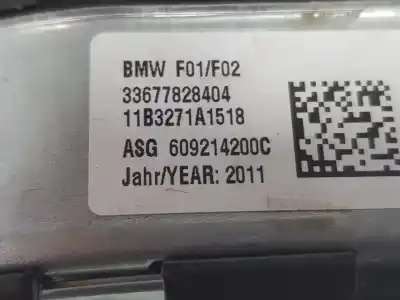 BMW F01/F02
33677828404
11B3271A1518
ASG 609214200C
Jahr/YEAR: 2011